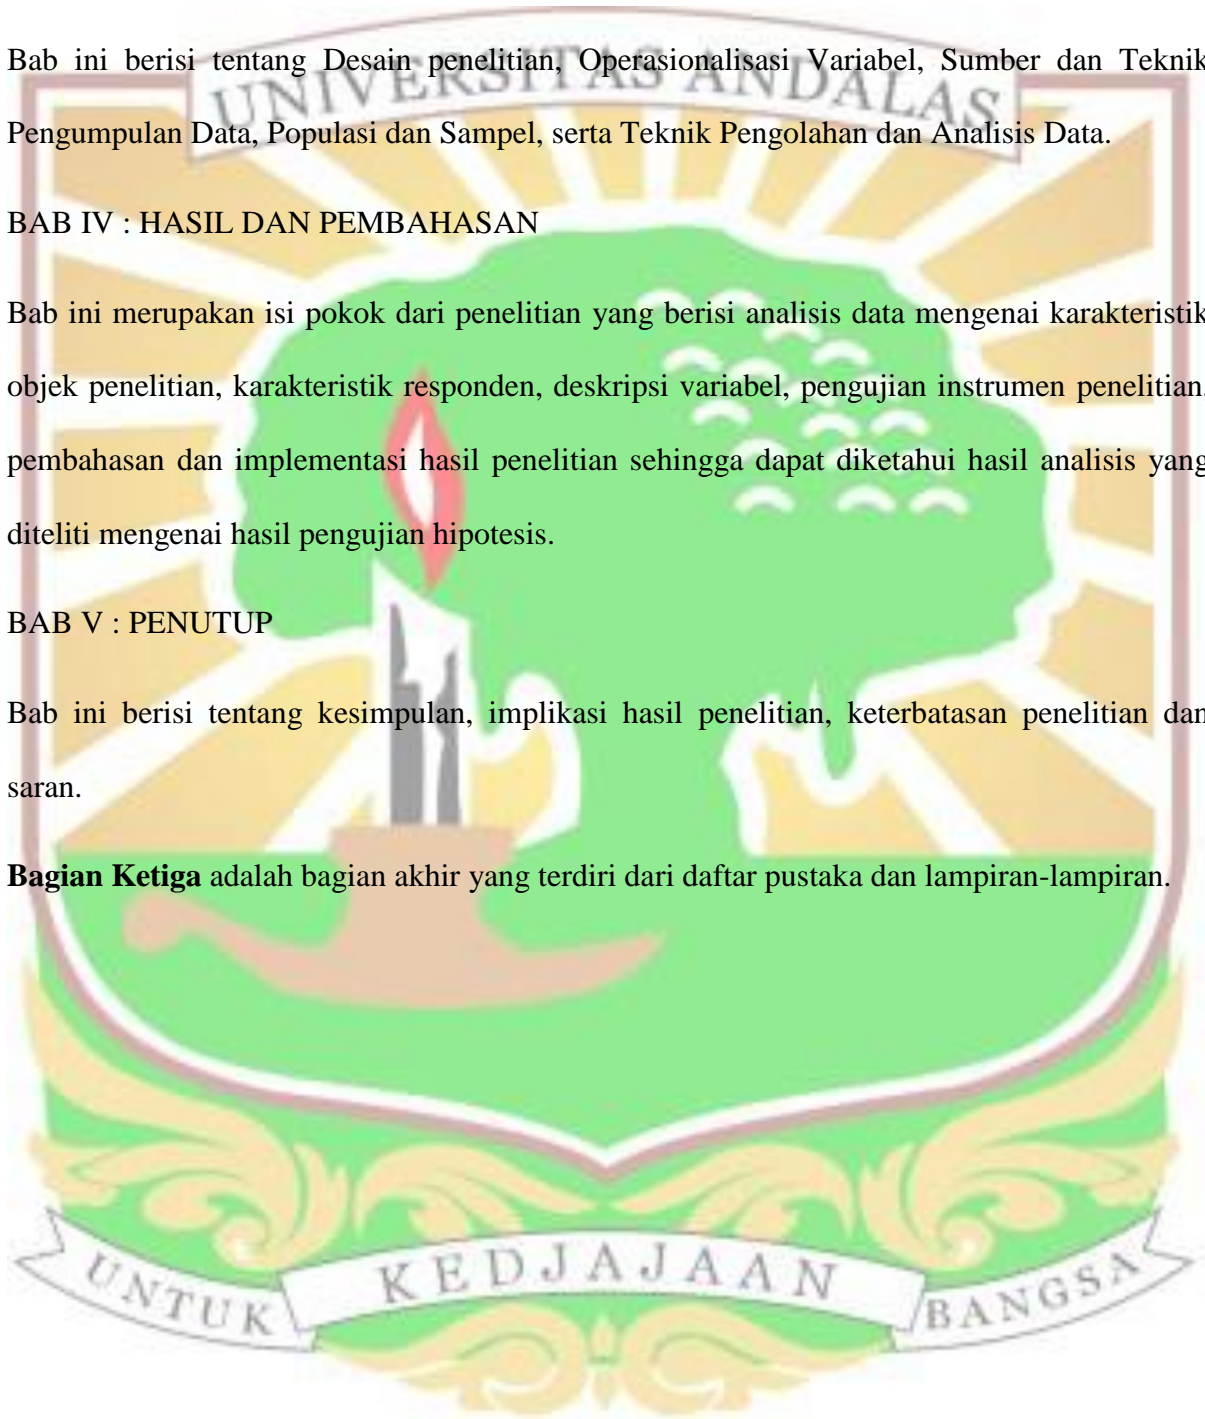 Bab ini berisi tentang Desain penelitian, Operasionalisasi Variabel, Sumber dan Teknik
UNIVERSITAS ANDALAS
Pengumpulan Data, Populasi dan Sampel, serta Teknik Pengolahan dan Analisis Data.
BAB IV : HASIL DAN PEMBAHASAN
Bab ini merupakan isi pokok dari penelitian yang berisi analisis data mengenai karakteristik
objek penelitian, karakteristik responden, deskripsi variabel, pengujian instrumen penelitian,
pembahasan dan implementasi hasil penelitian sehingga dapat diketahui hasil analisis yang
diteliti mengenai hasil pengujian hipotesis.
BAB V : PENUTUP
Bab ini berisi tentang kesimpulan, implikasi hasil penelitian, keterbatasan penelitian dan
saran.
Bagian Ketiga adalah bagian akhir yang terdiri dari daftar pustaka dan lampiran-lampiran.
UNTUK KEDJAJAAN BANGSA